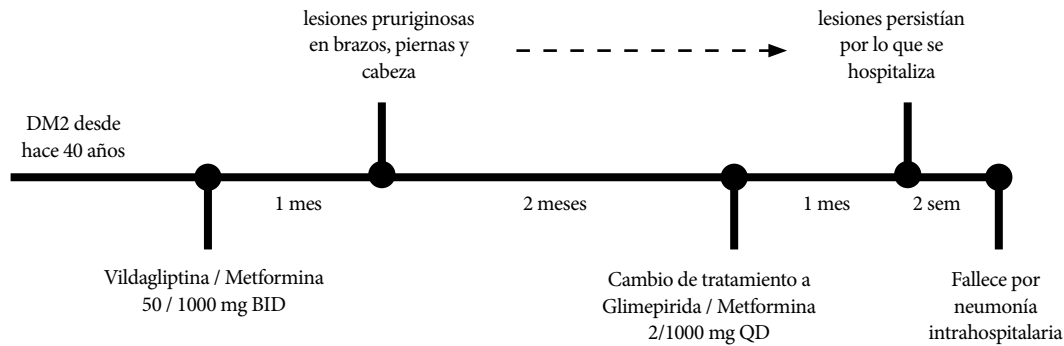 lesiones pruriginosas
en brazos, piernas y
cabeza
lesiones persistían
por lo que se
hospitaliza
DM2 desde
hace 40 años
1 mes
2 meses
1 mes
2 sem
Vildagliptina / Metformina
50 / 1000 mg BID
Cambio de tratamiento a
Glimepirida / Metformina
2/1000 mg QD
Fallece por
neumonía
intrahospitalaria